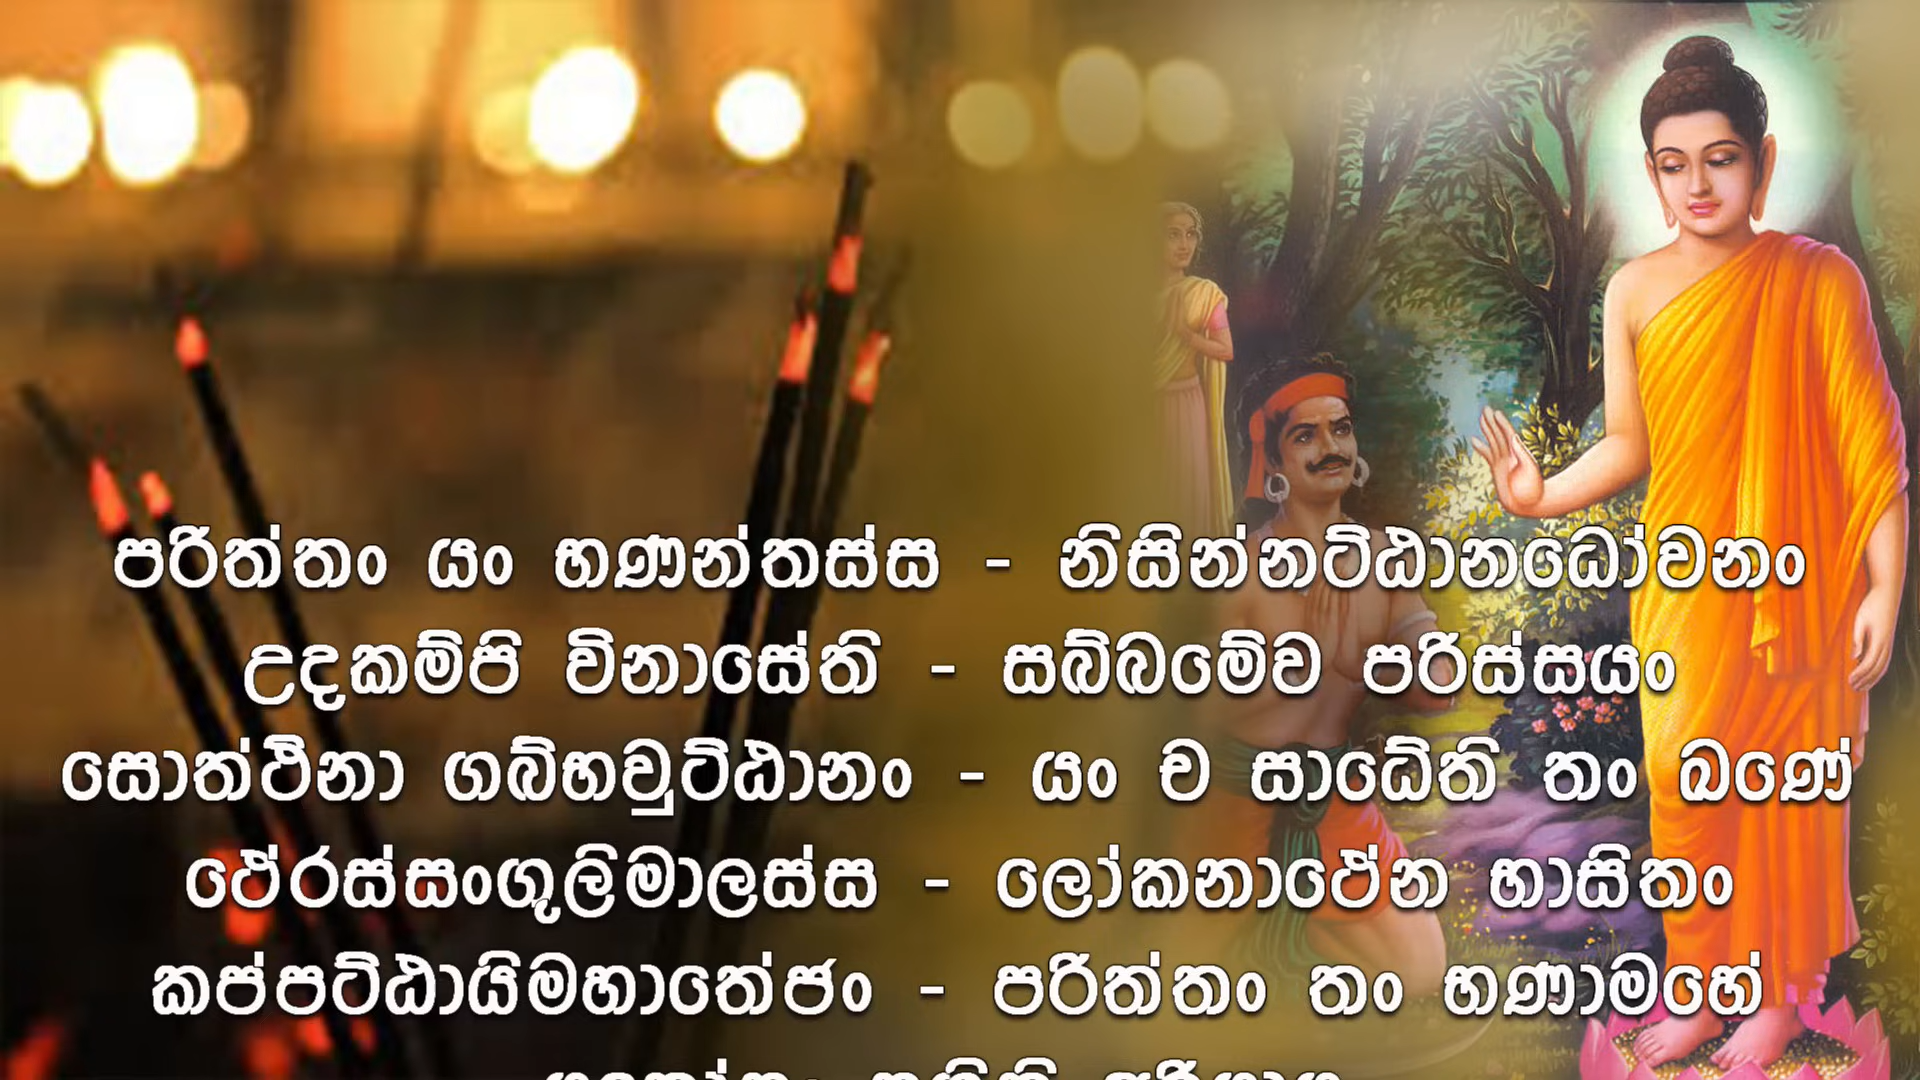 පරිත්තං යං භණන්තස්ස - නිසින්නට්ඨානධෝවනං
උදකම්පි විනාසේති - සබ්බමේව පරිස්සයං
සොත්ථිනා ගබ්භවුට්ඨානං - යං ච සාධේති තං ඛණේ
ථේරස්සංගුලිමාලස්ස - ලෝකනාථේන භාසිතං
කප්පට්ඨායිමහාතේජං - පරිත්තං තං භණාමහේ